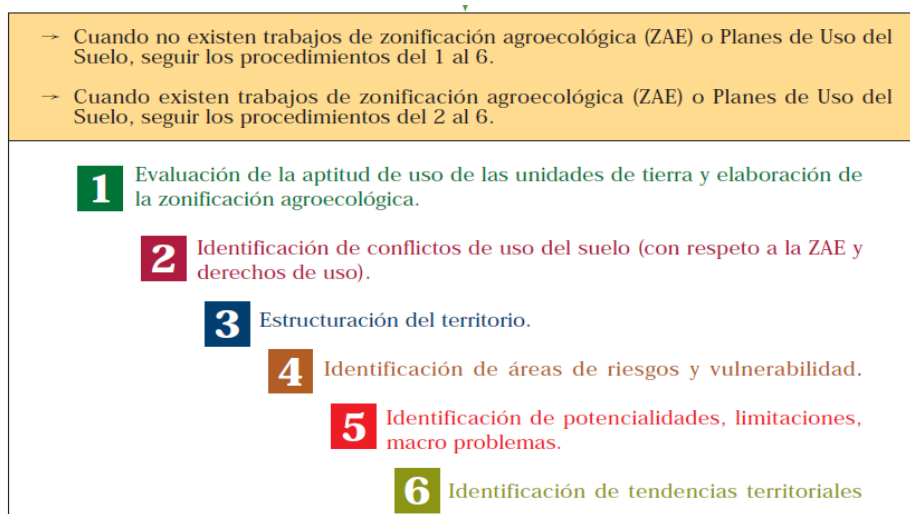 → Cuando no existen trabajos de zonificación agroecológica (ZAE) o Planes de Uso del
Suelo, seguir los procedimientos del 1 al 6.
→ Cuando existen trabajos de zonificación agroecológica (ZAE) o Planes de Uso del
Suelo, seguir los procedimientos del 2 al 6.
1 Evaluación de la aptitud de uso de las unidades de tierra y elaboración de
la zonificación agroecológica.
2 Identificación de conflictos de uso del suelo (con respeto a la ZAE y
derechos de uso).
3 Estructuración del territorio.
4 Identificación de áreas de riesgos y vulnerabilidad.
5 Identificación de potencialidades, limitaciones,
macro problemas.
6 Identificación de tendencias territoriales